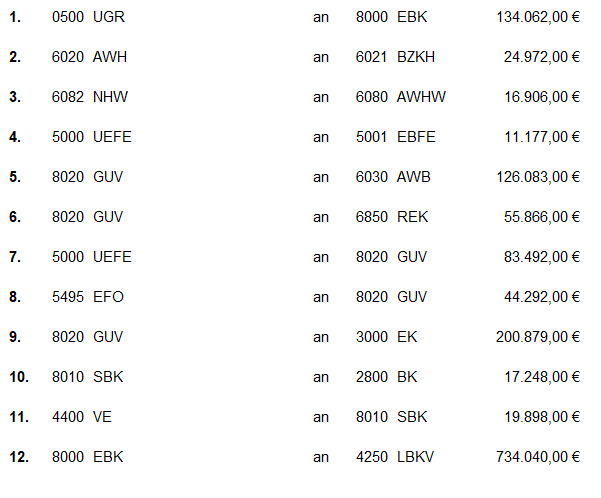 1. 0500 UGR an 8000 EBK 134.062,00 €
2. 6020 AWH an 6021 BZKH 24.972,00 €
3. 6082 NHW an 6080 AWHW 16.906,00 €
4. 5000 UEFE an 5001 EBFE 11.177,00 €
5. 8020 GUV an 6030 AWB 126.083,00 €
6. 8020 GUV an 6850 REK 55.866,00 €
7. 5000 UEFE an 8020 GUV 83.492,00 €
8. 5495 EFO an 8020 GUV 44.292,00 €
9. 8020 GUV an 3000 EK 200.879,00 €
10. 8010 SBK an 2800 BK 17.248,00 €
11. 4400 VE an 8010 SBK 19.898,00 €
12. 8000 EBK an 4250 LBKV 734.040,00 €